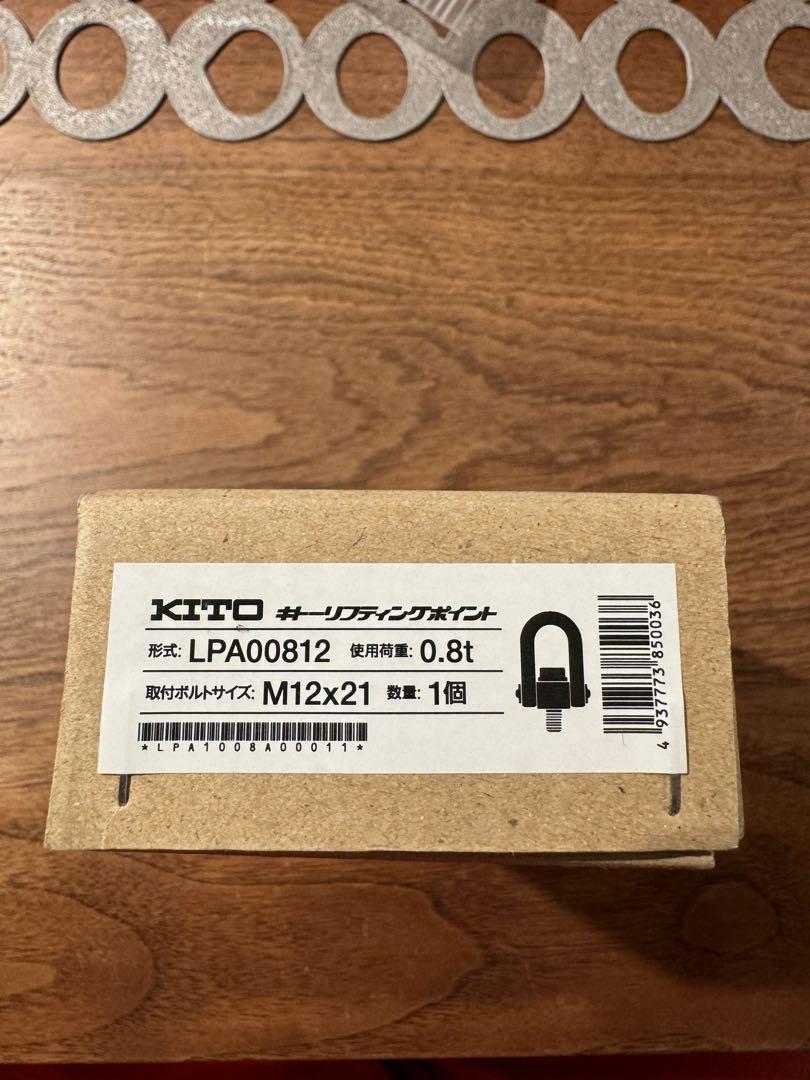 KITO キトーリフティングポイント
形式: LPA00812 使用荷重: 0.8t
取付ボルトサイズ: M12x21 数量: 1個
*LPA1008A00011*
4 937773 850036